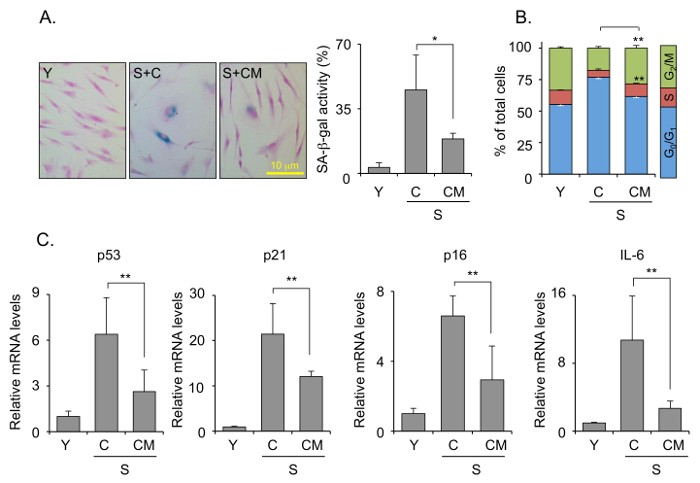 A.
Y
S+C
S+CM
10 µm
SA-β-gal activity (%)
70
35
0
*
Y
C
CM
S
B.
% of total cells
100
75
50
25
0
**
**
Y
C
CM
S
G₂/M
S
G₀/G₁
C.
p53
Relative mRNA levels
9
6
3
0
**
Y
C
CM
S
p21
Relative mRNA levels
30
20
10
0
**
Y
C
CM
S
p16
Relative mRNA levels
8
4
0
**
Y
C
CM
S
IL-6
Relative mRNA levels
16
8
0
**
Y
C
CM
S